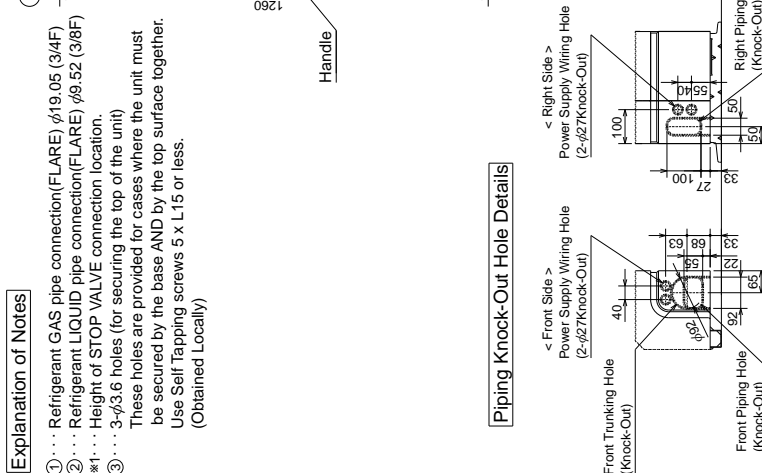 Explanation of Notes
① · · · Refrigerant GAS pipe connection(FLARE) ϕ19.05 (3/4F)
② · · · Refrigerant LIQUID pipe connection(FLARE) ϕ9.52 (3/8F)
※1 · · · Height of STOP VALVE connection location.
③ · · · 3-ϕ3.6 holes (for securing the top of the unit)
These holes are provided for cases where the unit must
be secured by the base AND by the top surface together.
Use Self Tapping screws 5 x L15 or less.
(Obtained Locally)
1260
Handle
Piping Knock-Out Hole Details
Front Trunking Hole
(Knock-Out)
< Front Side >
Power Supply Wiring Hole
(2-ϕ27Knock-Out)
40
63
68
55
33
22
ϕ92
92
65
Front Piping Hole
(Knock-Out)
< Right Side >
Power Supply Wiring Hole
(2-ϕ27Knock-Out)
100
55
40
50
100
27
33
50
Right Piping
(Knock-Out)